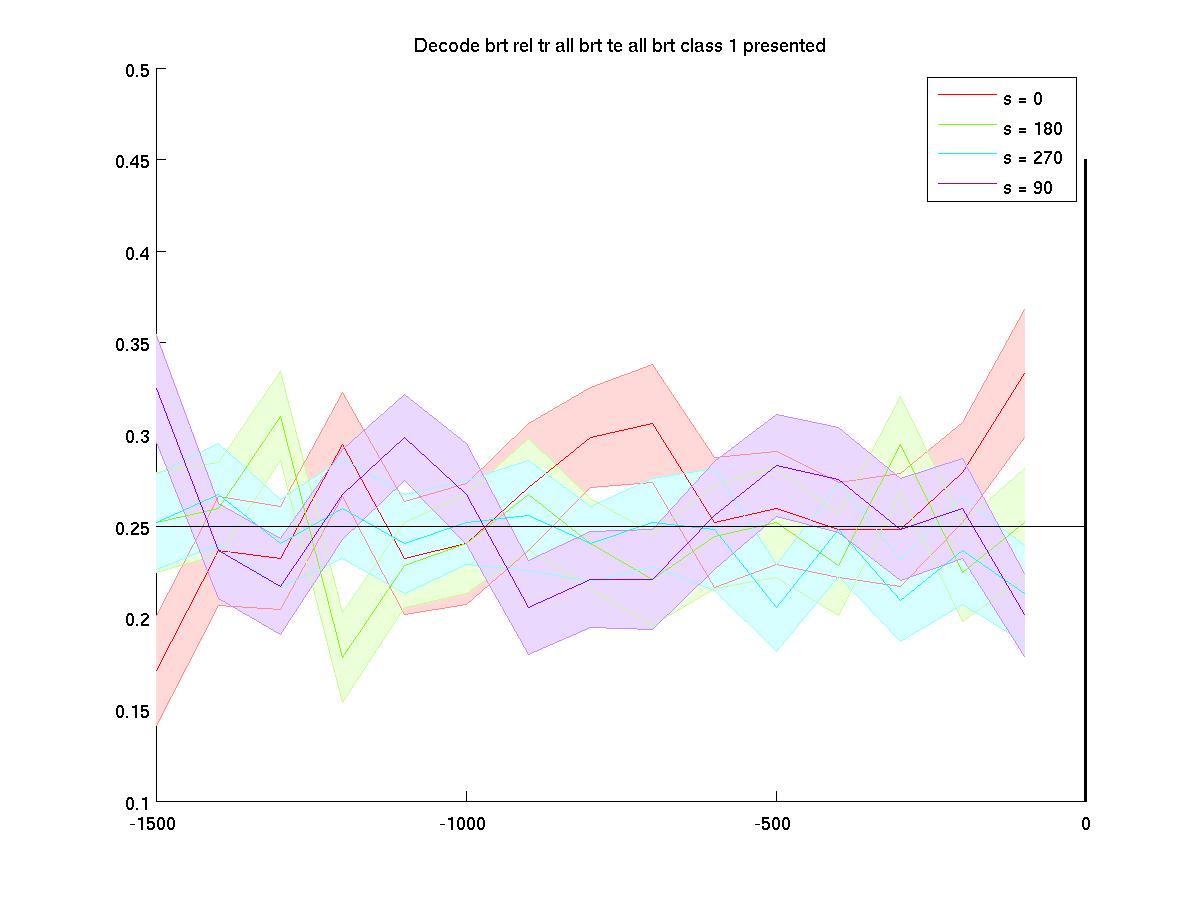 Decode brt rel tr all brt te all brt class 1 presented
0.5
0.45
0.4
0.35
0.3
0.25
0.2
0.15
0.1
-1500
-1000
-500
0
s = 0
s = 180
s = 270
s = 90